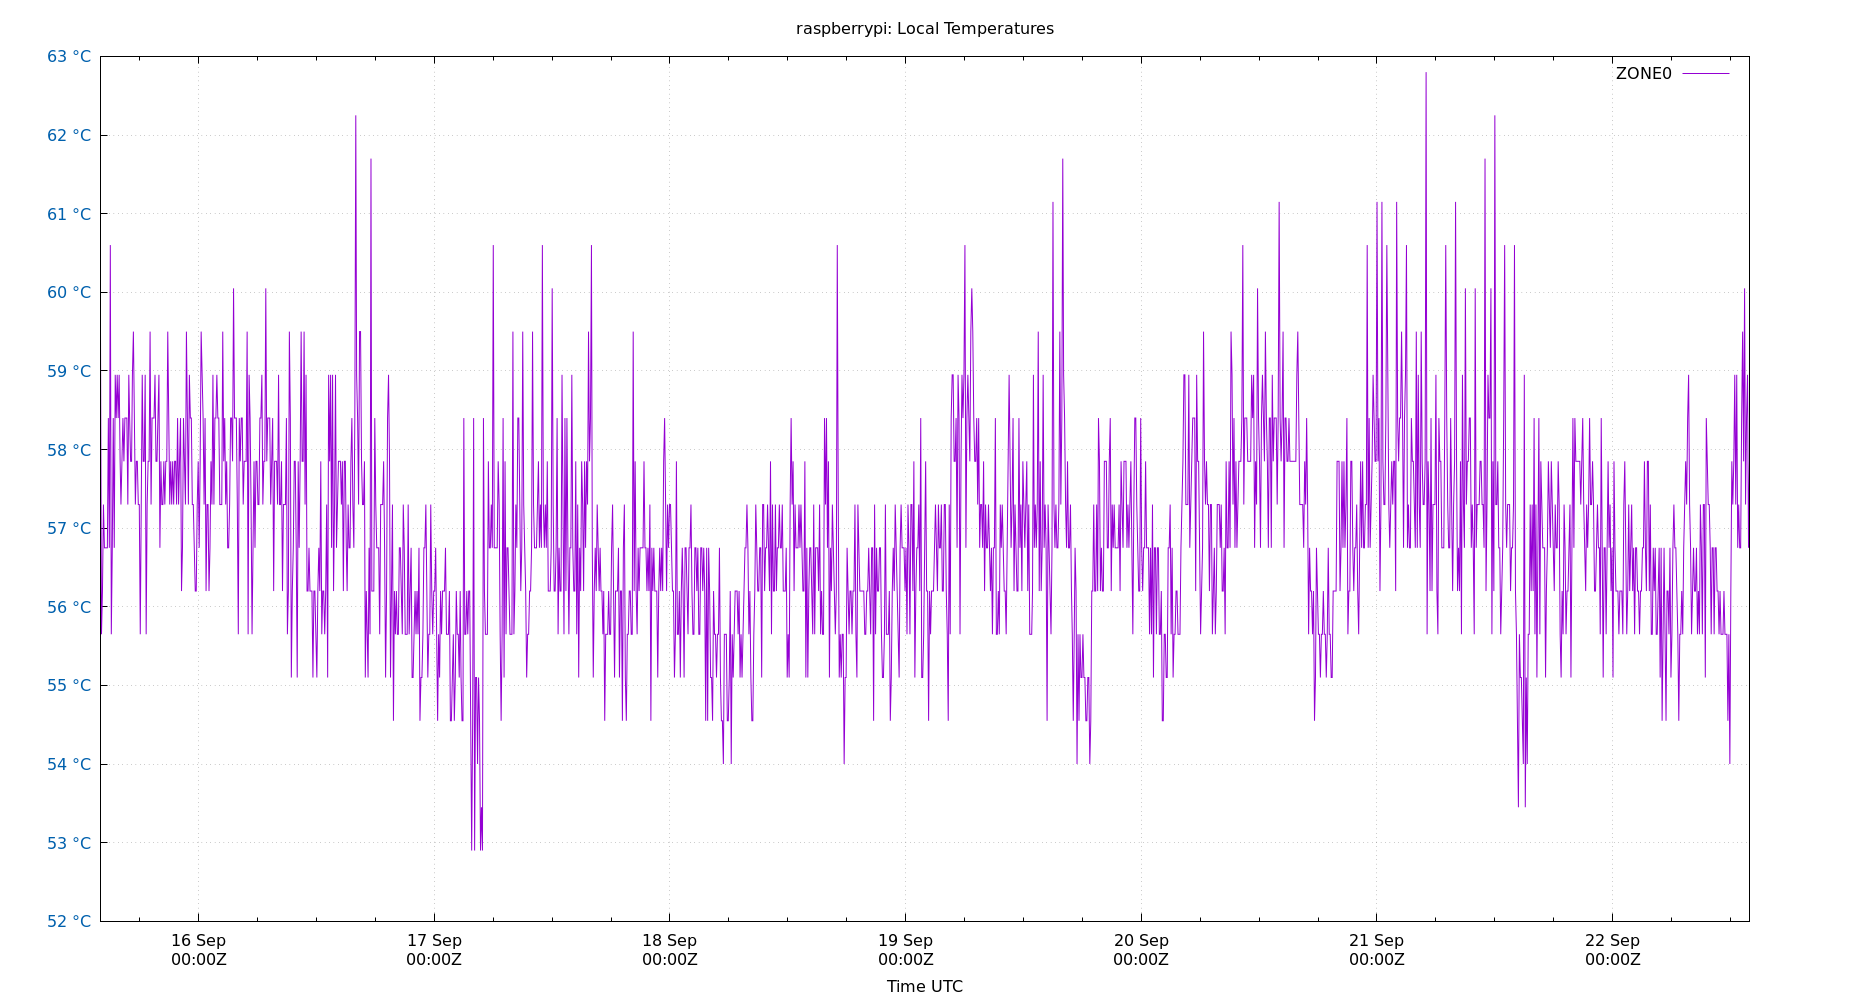 raspberrypi: Local Temperatures
63 °C
ZONE0
62 °C
61 °C
60 °C
59 °C
58 °C
57 °C
56 °C
55 °C
54 °C
53 °C
52 °C
16 Sep 17 Sep 18 Sep 19 Sep 20 Sep 21 Sep 22 Sep
00:00Z 00:00Z 00:00Z 00:00Z 00:00Z 00:00Z 00:00Z
Time UTC